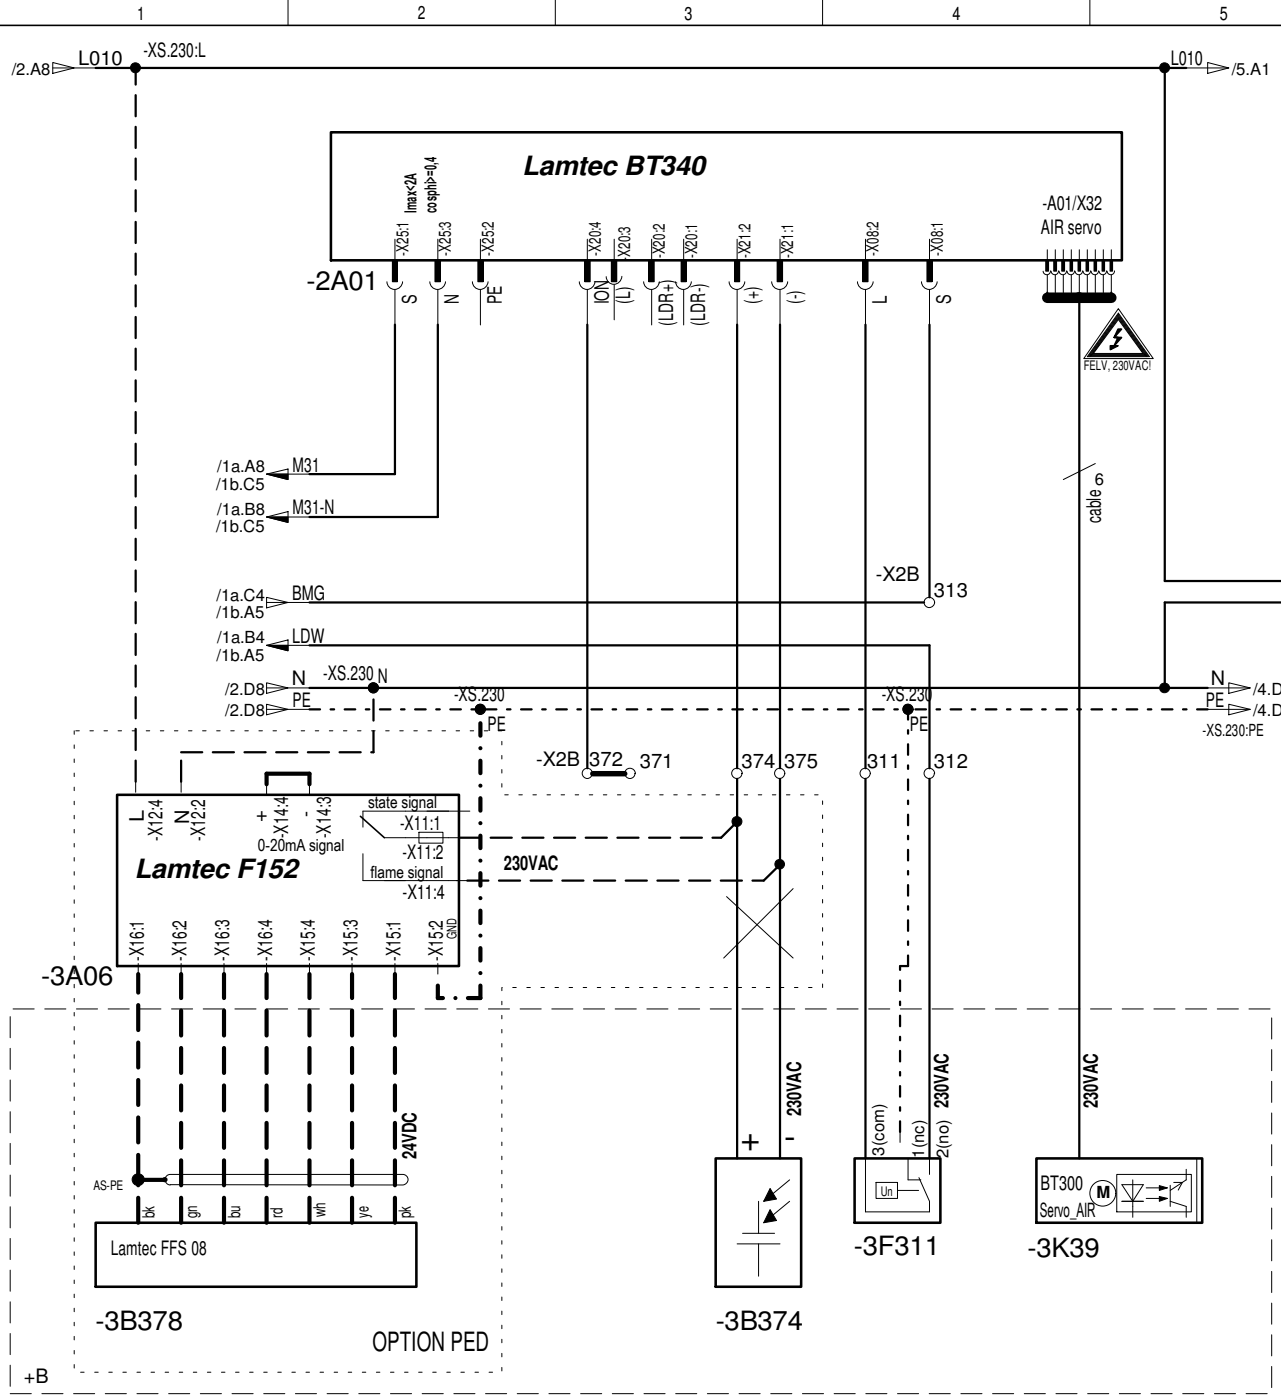 1 2 3 4 5
/2.A8 L010 -XS.230:L L010 /5.A1
Lamtec BT340
Imax<2A
cosphi>=0,4
-A01/X32
AIR servo
-X25:1 -X25:3 -X25:2 -X20:4 -X20:3 -X20:2 -X20:1 -X21:2 -X21:1 -X08:2 -X08:1
-2A01
S N PE ION (L) (LDR+) (LDR-) (+) (-) L S
FELV, 230VAC!
/1a.A8 M31
/1b.C5
/1a.B8 M31-N
/1b.C5
6
cable
-X2B
/1a.C4 BMG 313
/1b.A5
/1a.B4 LDW
/1b.A5
-XS.230 N
/2.D8 N N /4.D
/2.D8 PE -XS.230 -XS.230 PE /4.D
PE PE -XS.230:PE
-X2B 372 371 374 375 311 312
L N + -
-X12:4 -X12:2 -X14:4 -X14:3
state signal
-X11:1
0-20mA signal
-X11:2
Lamtec F152
230VAC
flame signal
-X11:4
-X16:1 -X16:2 -X16:3 -X16:4 -X15:4 -X15:3 -X15:1 -X15:2 GND
-3A06
24VDC 230VAC 230VAC 230VAC
+ - 3(com) 1(nc) 2(no)
AS-PE
bk gn bu rd wh ye pk
Un
BT300 M
Servo_AIR
Lamtec FFS 08
-3F311 -3K39
-3B378 -3B374
OPTION PED
+B